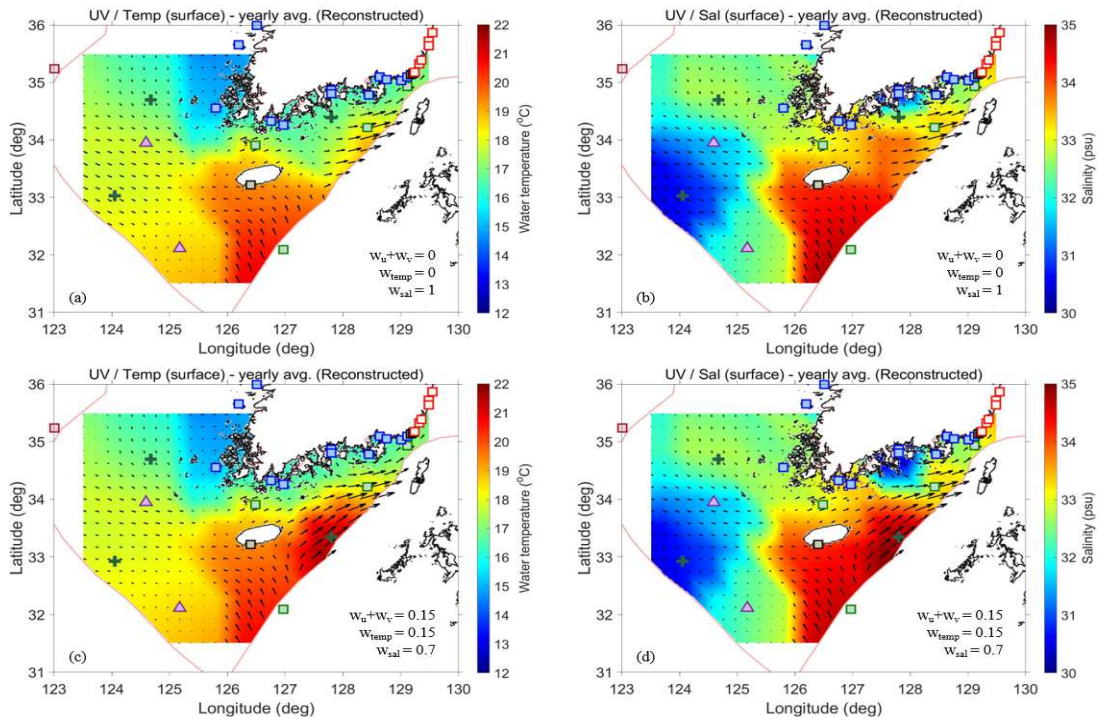 UV / Temp (surface) - yearly avg. (Reconstructed)
36
35
34
33
32
31
Latitude (deg)
123 124 125 126 127 128 129 130
Longitude (deg)
(a)
w_u+w_v = 0
w_temp = 0
w_sal = 1
22
21
20
19
18
17
16
15
14
13
12
Water temperature (°C)
UV / Sal (surface) - yearly avg. (Reconstructed)
36
35
34
33
32
31
Latitude (deg)
123 124 125 126 127 128 129 130
Longitude (deg)
(b)
w_u+w_v = 0
w_temp = 0
w_sal = 1
35
34
33
32
31
30
Salinity (psu)
UV / Temp (surface) - yearly avg. (Reconstructed)
36
35
34
33
32
31
Latitude (deg)
123 124 125 126 127 128 129 130
Longitude (deg)
(c)
w_u+w_v = 0.15
w_temp = 0.15
w_sal = 0.7
22
21
20
19
18
17
16
15
14
13
12
Water temperature (°C)
UV / Sal (surface) - yearly avg. (Reconstructed)
36
35
34
33
32
31
Latitude (deg)
123 124 125 126 127 128 129 130
Longitude (deg)
(d)
w_u+w_v = 0.15
w_temp = 0.15
w_sal = 0.7
35
34
33
32
31
30
Salinity (psu)